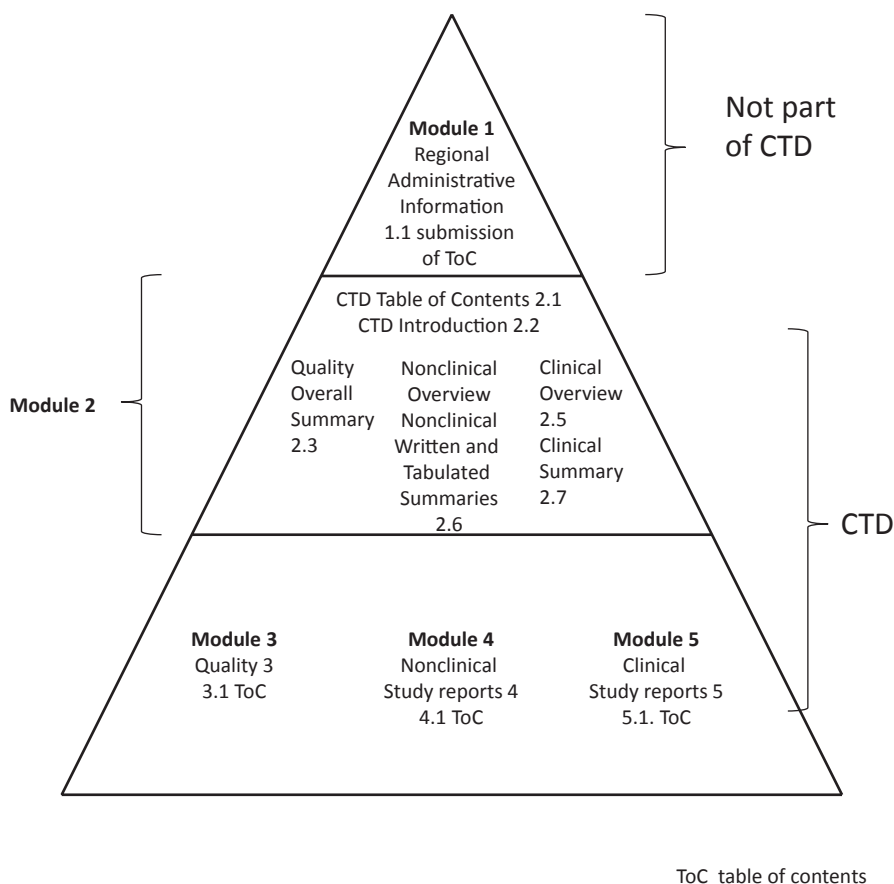 Module 1
Regional
Administrative
Information
1.1 submission
of ToC
Not part
of CTD
CTD Table of Contents 2.1
CTD Introduction 2.2
Module 2
Quality
Overall
Summary
2.3
Nonclinical
Overview
Nonclinical
Written and
Tabulated
Summaries
2.6
Clinical
Overview
2.5
Clinical
Summary
2.7
CTD
Module 3
Quality 3
3.1 ToC
Module 4
Nonclinical
Study reports 4
4.1 ToC
Module 5
Clinical
Study reports 5
5.1. ToC
ToC table of contents